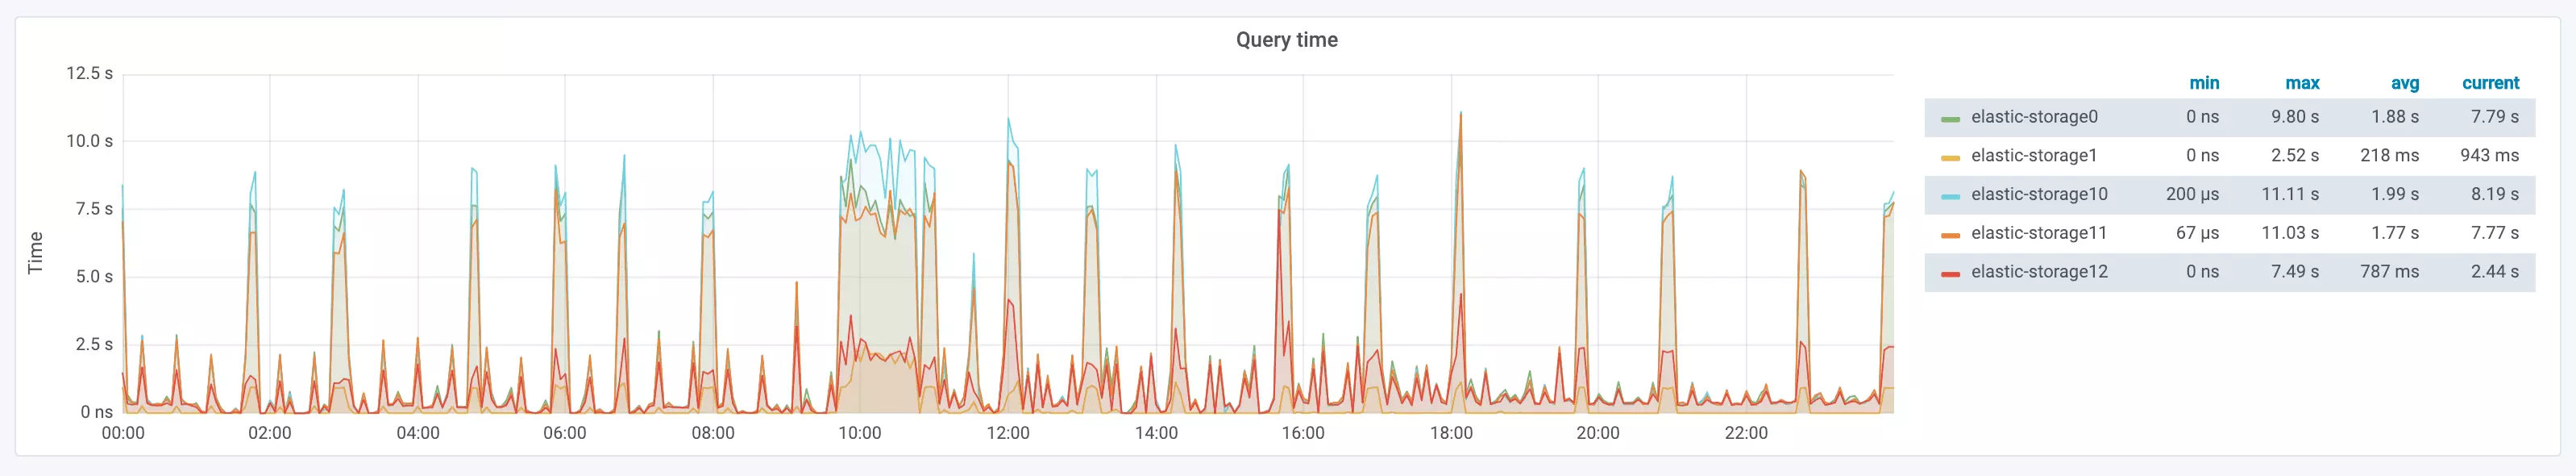 Query time
Time
12.5 s
10.0 s
7.5 s
5.0 s
2.5 s
0 ns
00:00 02:00 04:00 06:00 08:00 10:00 12:00 14:00 16:00 18:00 20:00 22:00
min max avg current
elastic-storage0 0 ns 9.80 s 1.88 s 7.79 s
elastic-storage1 0 ns 2.52 s 218 ms 943 ms
elastic-storage10 200 µs 11.11 s 1.99 s 8.19 s
elastic-storage11 67 µs 11.03 s 1.77 s 7.77 s
elastic-storage12 0 ns 7.49 s 787 ms 2.44 s